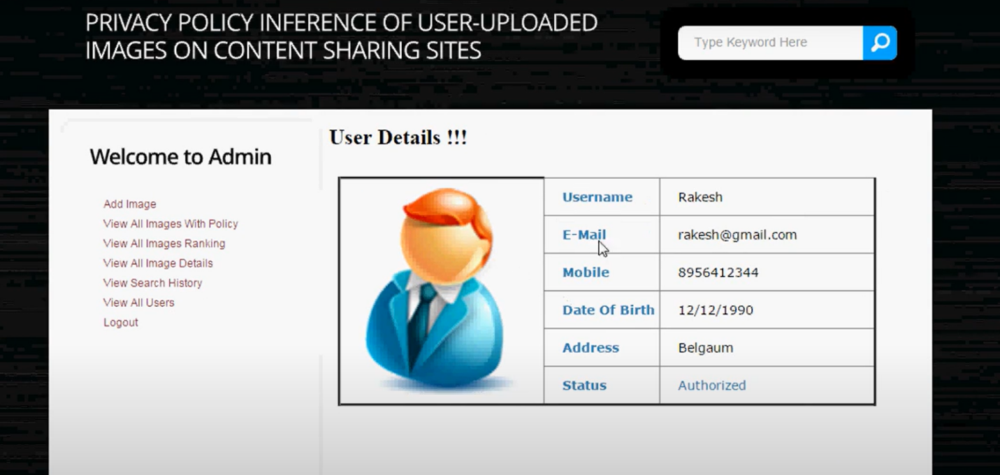 PRIVACY POLICY INFERENCE OF USER-UPLOADED
IMAGES ON CONTENT SHARING SITES
Type Keyword Here
Welcome to Admin
Add Image
View All Images With Policy
View All Images Ranking
View All Image Details
View Search History
View All Users
Logout
User Details !!!
Username Rakesh
E-Mail rakesh@gmail.com
Mobile 8956412344
Date Of Birth 12/12/1990
Address Belgaum
Status Authorized